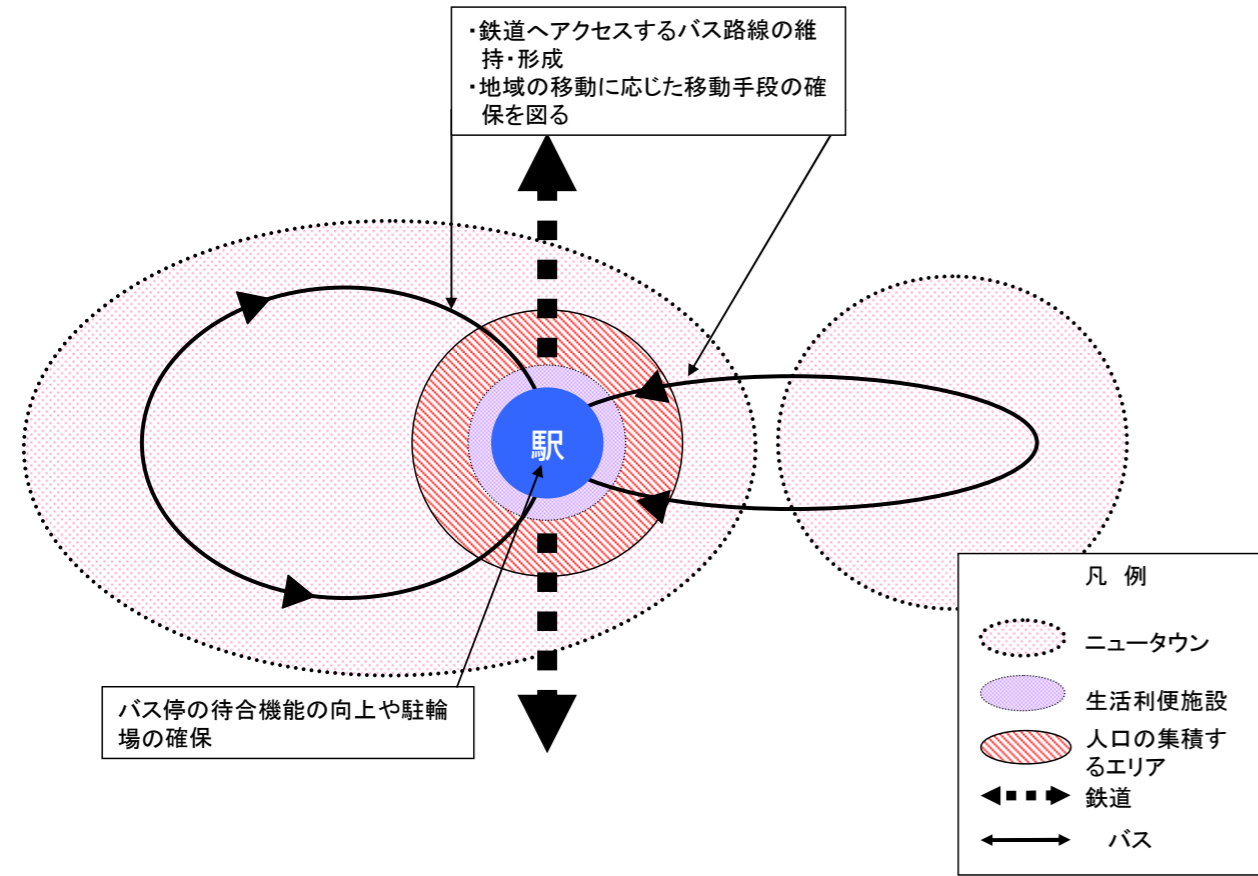 ・鉄道へアクセスするバス路線の維
持・形成
・地域の移動に応じた移動手段の確
保を図る
駅
バス停の待合機能の向上や駐輪
場の確保
凡 例
ニュータウン
生活利便施設
人口の集積す
るエリア
鉄道
バス